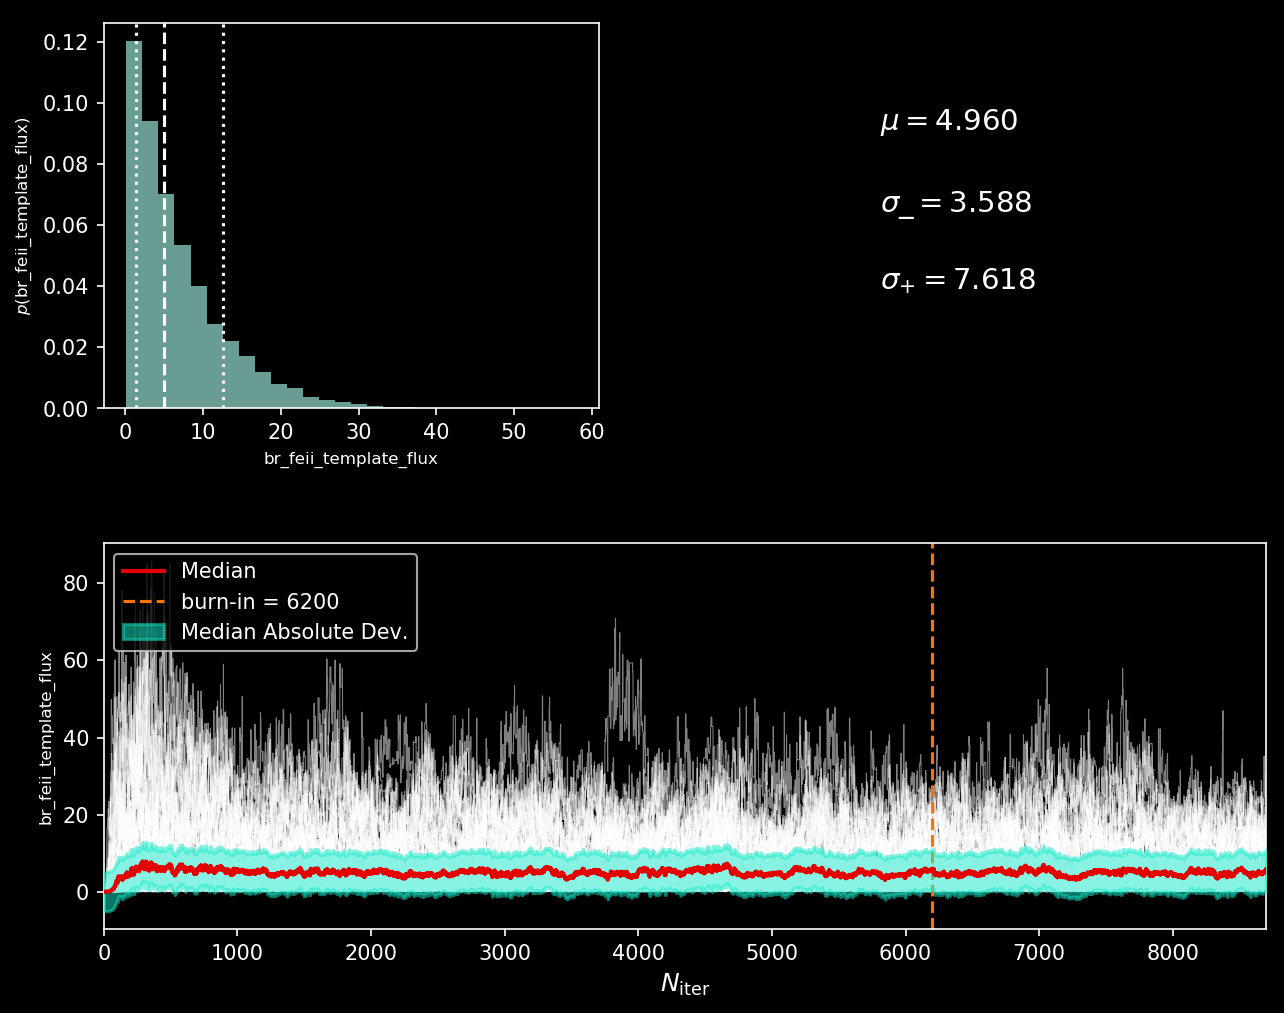 0.12
0.10
0.08
0.06
0.04
0.02
0.00
p(br_feii_template_flux)
0 10 20 30 40 50 60
br_feii_template_flux
μ = 4.960
σ_ = 3.588
σ+ = 7.618
Median
burn-in = 6200
Median Absolute Dev.
80
60
40
20
0
br_feii_template_flux
0 1000 2000 3000 4000 5000 6000 7000 8000
Niter